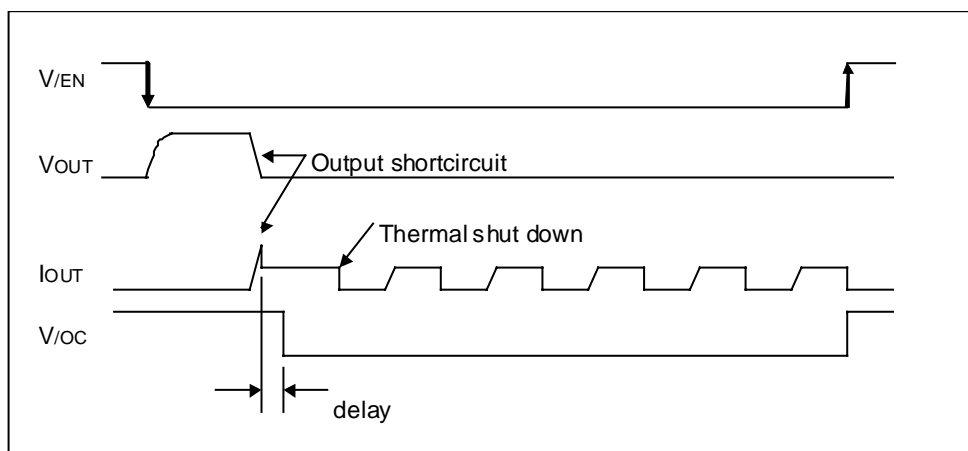 V/EN
VOUT
Output shortcircuit
Thermal shut down
IOUT
V/OC
delay